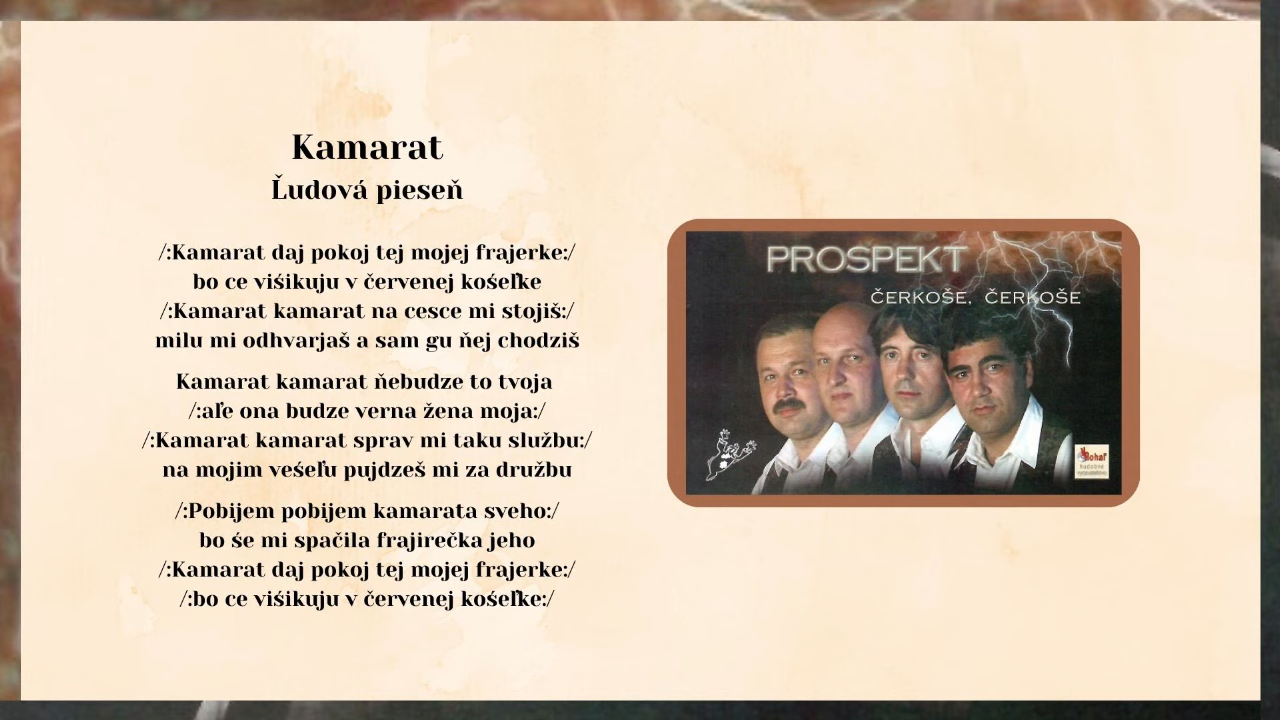 Kamarat
Ľudová pieseň
/:Kamarat daj pokoj tej mojej frajerke:/
bo ce višikuju v červenej kośeľke
/:Kamarat kamarat na cesce mi stojiš:/
milu mi odhvarjaš a sam gu ňej chodziš
Kamarat kamarat ňebudze to tvoja
/:aľe ona budze verna žena moja:/
/:Kamarat kamarat sprav mi taku službu:/
na mojim veśeľu pujdzeš mi za družbu
/:Pobijem pobijem kamarata sveho:/
bo śe mi spačila frajirečka jeho
/:Kamarat daj pokoj tej mojej frajerke:/
/:bo ce viśikuju v červenej kośeľke:/
PROSPEKT
ČERKOŠE, ČERKOŠE
Bohaľ
hudobné